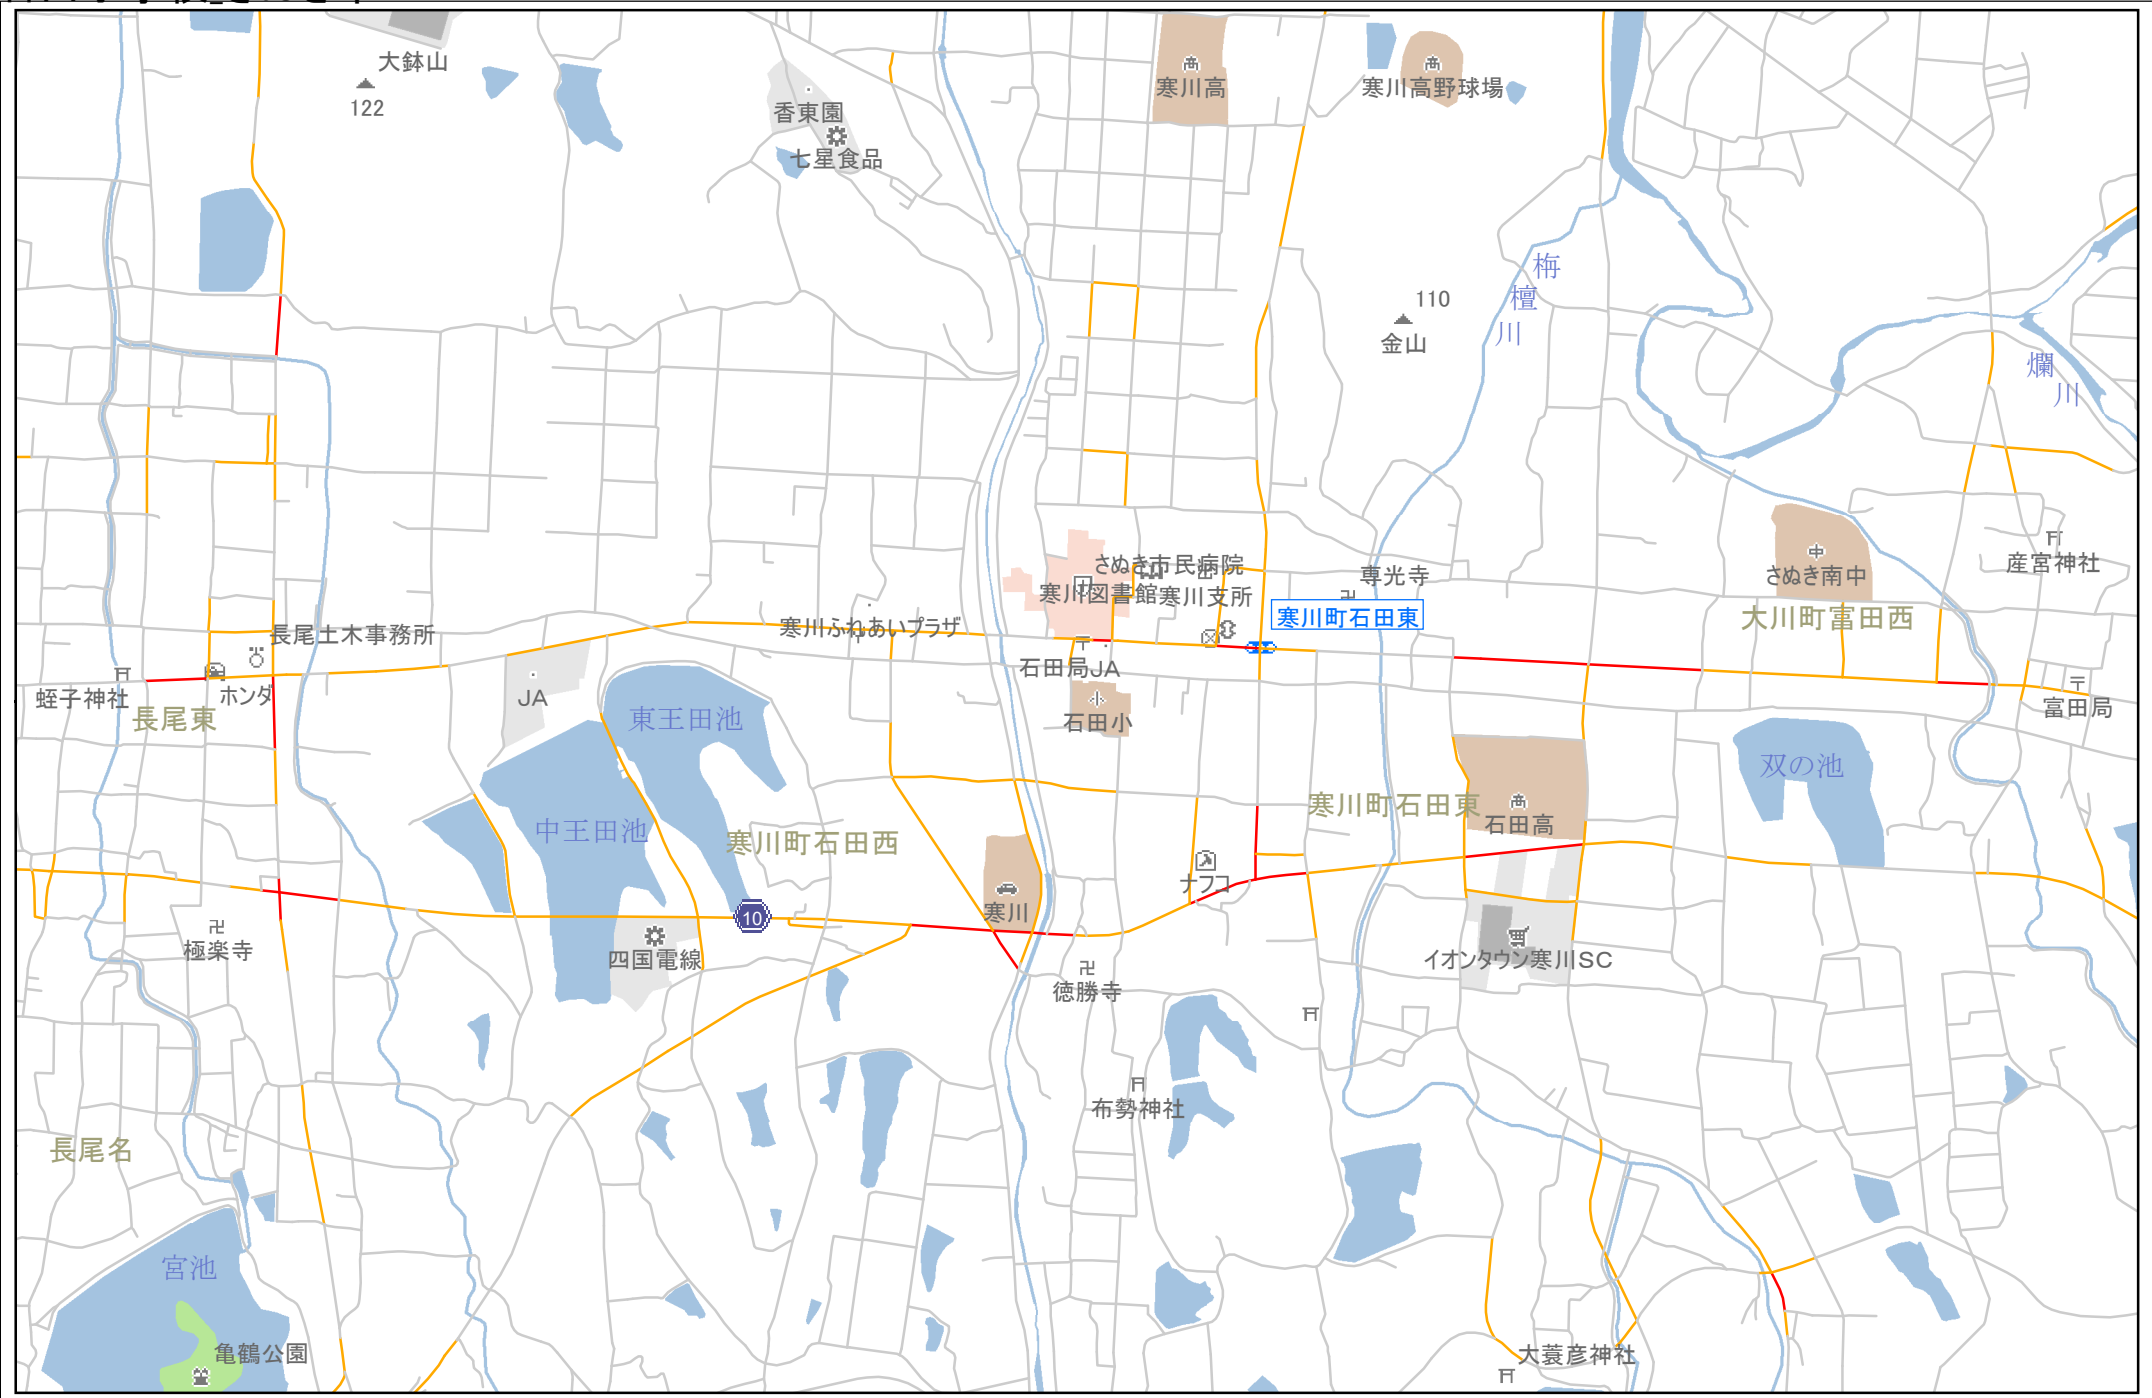 大鉢山
122
香東園
七星食品
寒川高
寒川高野球場
栴
檀
川
110
金山
爛
川
さぬき市民病院
寒川図書館
寒川支所
専光寺
寒川町石田東
さぬき南中
産宮神社
大川町富田西
長尾土木事務所
寒川ふれあいプラザ
石田局
JA
蛭子神社
ホンダ
長尾東
JA
東王田池
石田小
富田局
双の池
中王田池
寒川町石田西
寒川町石田東
石田高
ナフコ
寒川
10
極楽寺
四国電線
徳勝寺
イオンタウン寒川SC
布勢神社
長尾名
宮池
亀鶴公園
大蓑彦神社